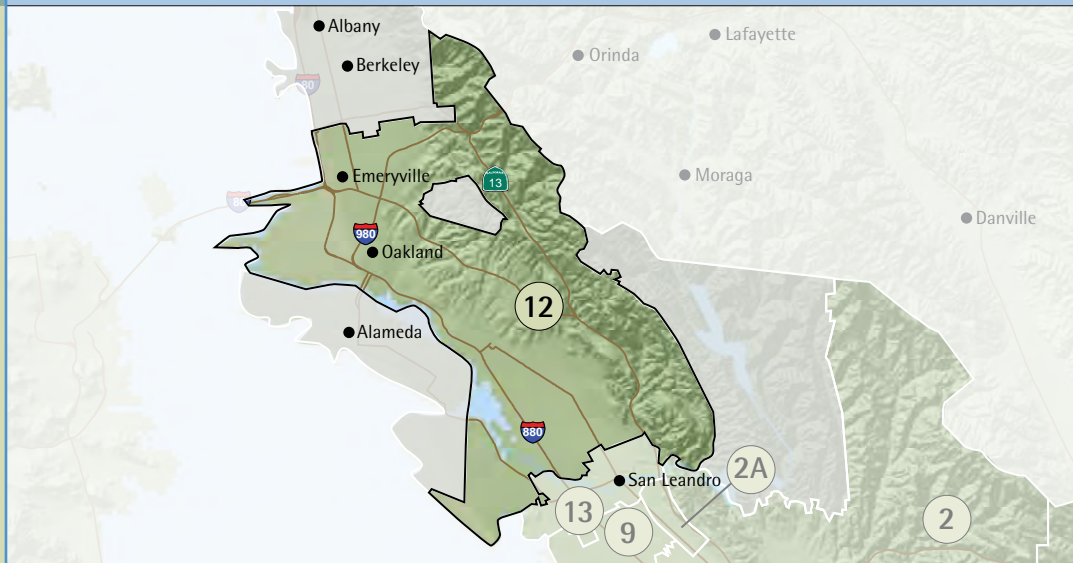 Albany
Lafayette
Orinda
Berkeley
80
Emeryville
Moraga
13
80
Danville
980
Oakland
12
Alameda
880
2A
San Leandro
13
9
2